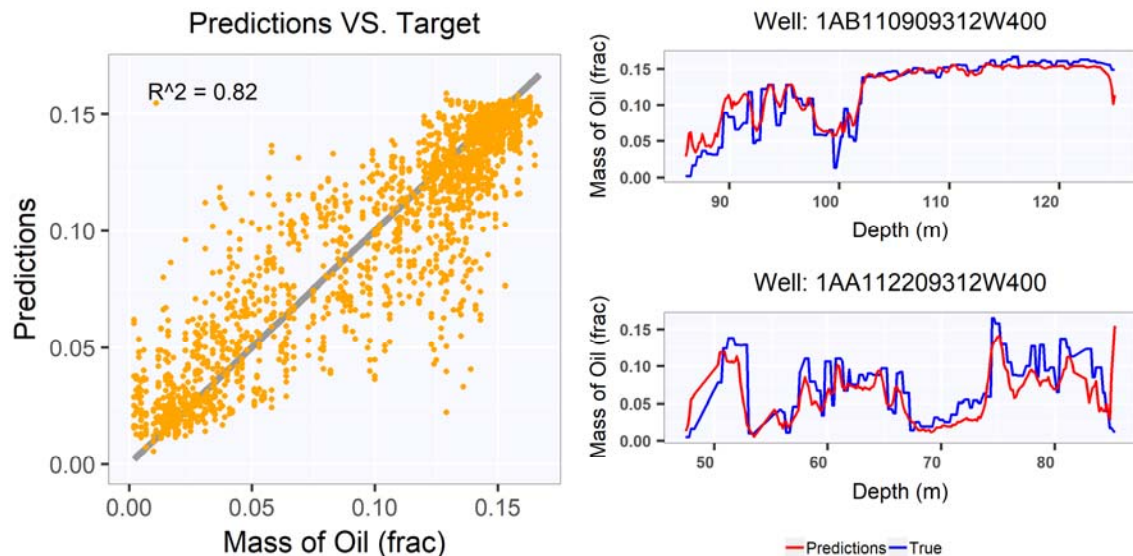 Predictions VS. Target
R^2 = 0.82
Predictions
0.15
0.10
0.05
0.00
0.00 0.05 0.10 0.15
Mass of Oil (frac)
Well: 1AB110909312W400
Mass of Oil (frac)
0.15
0.10
0.05
0.00
90 100 110 120
Depth (m)
Well: 1AA112209312W400
Mass of Oil (frac)
0.15
0.10
0.05
0.00
50 60 70 80
Depth (m)
Predictions True